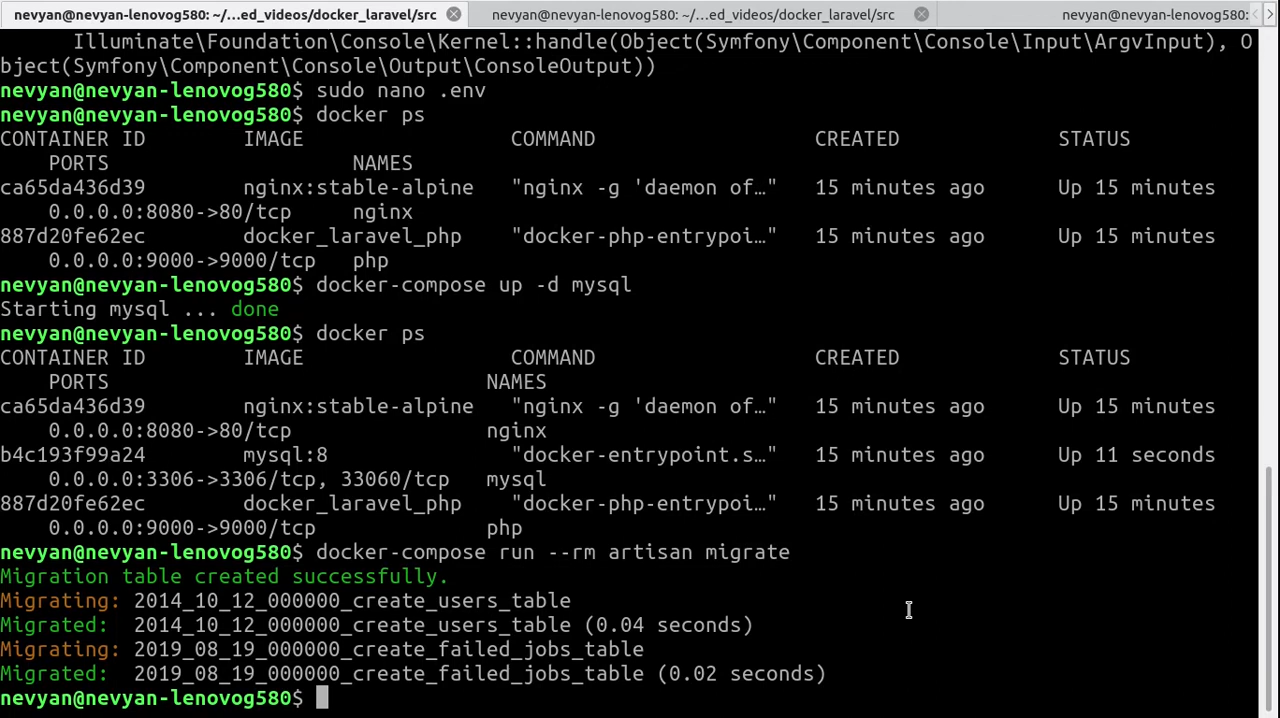 nevyan@nevyan-lenovog580: ~/...ed_videos/docker_laravel/src
nevyan@nevyan-lenovog580: ~/...ed_videos/docker_laravel/src
nevyan@nevyan-lenovog580:
Illuminate\Foundation\Console\Kernel::handle(Object(Symfony\Component\Console\Input\ArgvInput), O
bject(Symfony\Component\Console\Output\ConsoleOutput))
nevyan@nevyan-lenovog580$ sudo nano .env
nevyan@nevyan-lenovog580$ docker ps
CONTAINER ID        IMAGE                 COMMAND                  CREATED             STATUS
    PORTS                    NAMES
ca65da436d39        nginx:stable-alpine   "nginx -g 'daemon of…"   15 minutes ago      Up 15 minutes
    0.0.0.0:8080->80/tcp     nginx
887d20fe62ec        docker_laravel_php    "docker-php-entrypoi…"   15 minutes ago      Up 15 minutes
    0.0.0.0:9000->9000/tcp   php
nevyan@nevyan-lenovog580$ docker-compose up -d mysql
Starting mysql ... done
nevyan@nevyan-lenovog580$ docker ps
CONTAINER ID        IMAGE                 COMMAND                  CREATED             STATUS
    PORTS                               NAMES
ca65da436d39        nginx:stable-alpine   "nginx -g 'daemon of…"   15 minutes ago      Up 15 minutes
    0.0.0.0:8080->80/tcp                nginx
b4c193f99a24        mysql:8               "docker-entrypoint.s…"   15 minutes ago      Up 11 seconds
    0.0.0.0:3306->3306/tcp, 33060/tcp   mysql
887d20fe62ec        docker_laravel_php    "docker-php-entrypoi…"   15 minutes ago      Up 15 minutes
    0.0.0.0:9000->9000/tcp              php
nevyan@nevyan-lenovog580$ docker-compose run --rm artisan migrate
Migration table created successfully.
Migrating: 2014_10_12_000000_create_users_table
Migrated:  2014_10_12_000000_create_users_table (0.04 seconds)
Migrating: 2019_08_19_000000_create_failed_jobs_table
Migrated:  2019_08_19_000000_create_failed_jobs_table (0.02 seconds)
nevyan@nevyan-lenovog580$